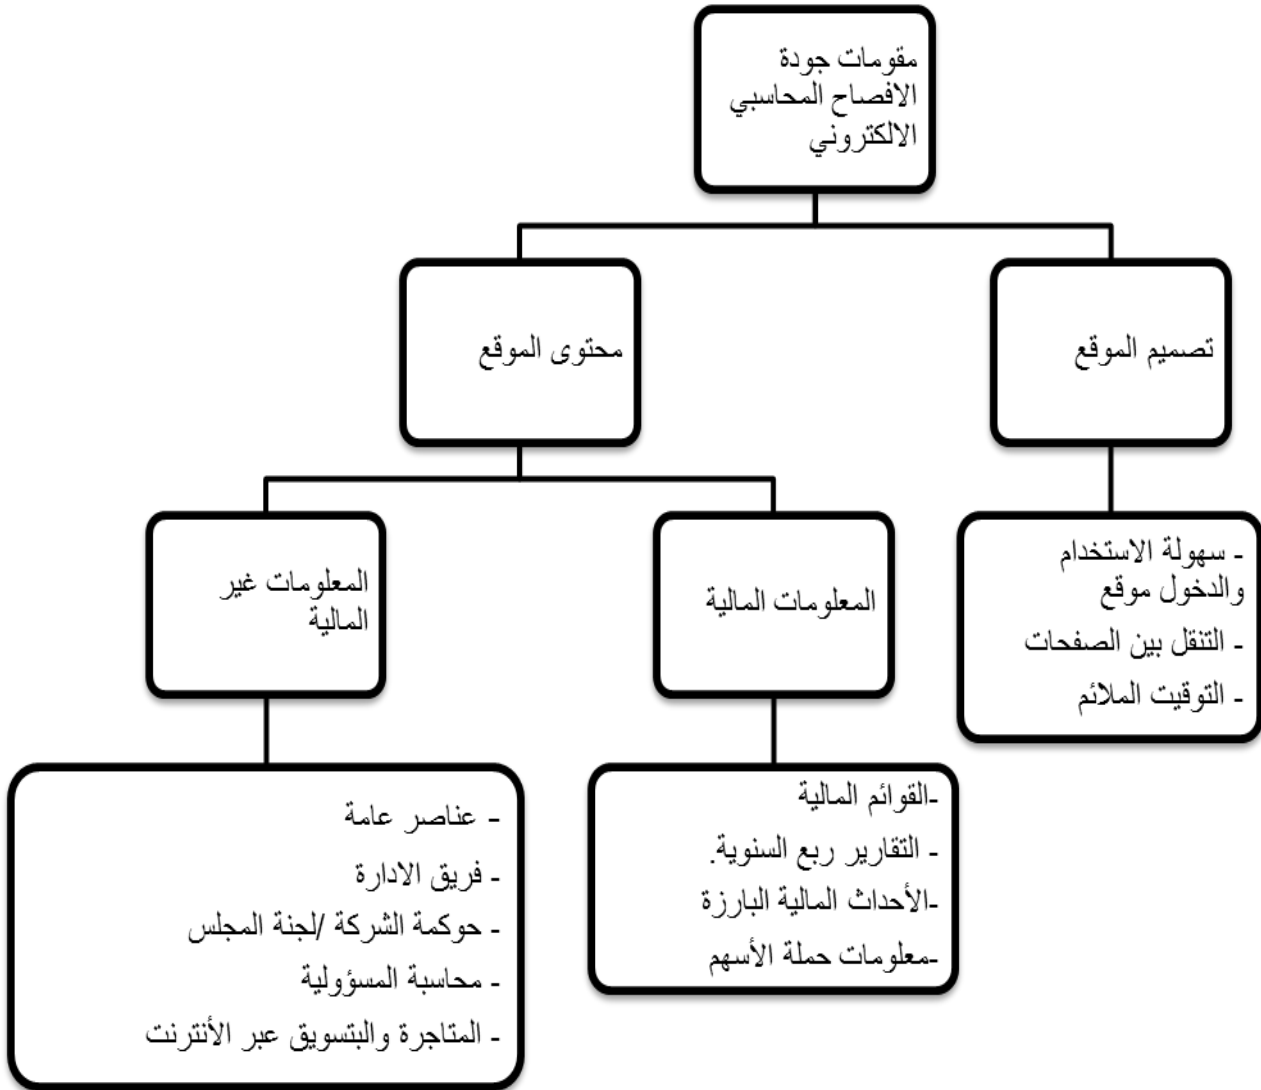 مقومات جودة
الافصاح المحاسبي
الالكتروني
تصميم الموقع
محتوى الموقع
- سهولة الاستخدام
والدخول موقع
- التنقل بين الصفحات
- التوقيت الملائم
المعلومات المالية
المعلومات غير
المالية
-القوائم المالية
- التقارير ربع السنوية.
-الأحداث المالية البارزة
-معلومات حملة الأسهم
- عناصر عامة
- فريق الادارة
- حوكمة الشركة /لجنة المجلس
- محاسبة المسؤولية
- المتاجرة والبتسويق عبر الأنترنت